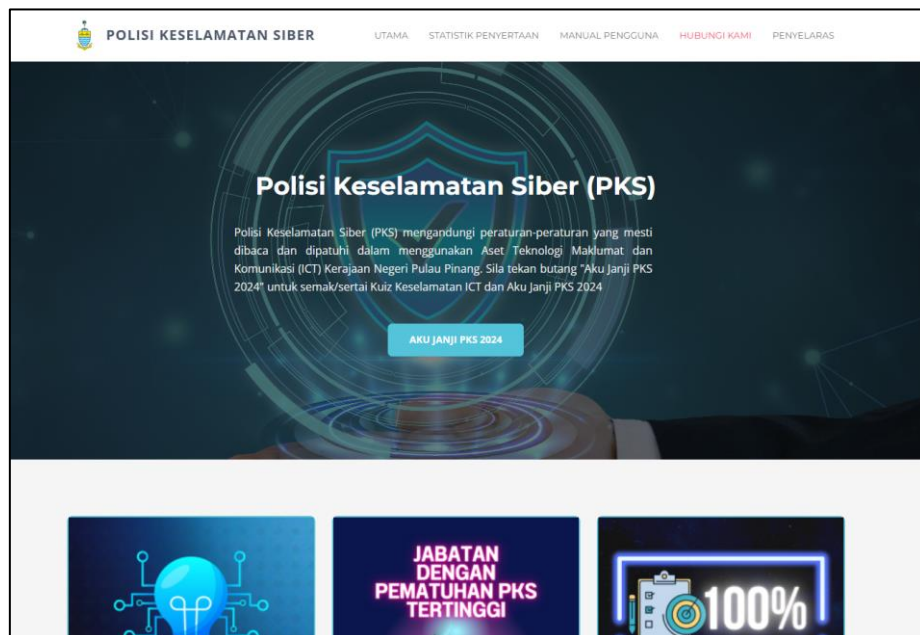 POLISI KESELAMATAN SIBER
UTAMA STATISTIK PENYERTAAN MANUAL PENGGUNA HUBUNGI KAMI PENYELARAS
Polisi Keselamatan Siber (PKS)
Polisi Keselamatan Siber (PKS) mengandungi peraturan-peraturan yang mesti
dibaca dan dipatuhi dalam menggunakan Aset Teknologi Maklumat dan
Komunikasi (ICT) Kerajaan Negeri Pulau Pinang. Sila tekan butang "Aku Janji PKS
2024" untuk semak/sertai Kuiz Keselamatan ICT dan Aku Janji PKS 2024
AKU JANJI PKS 2024
JABATAN
DENGAN
PEMATUHAN PKS
TERTINGGI
100%